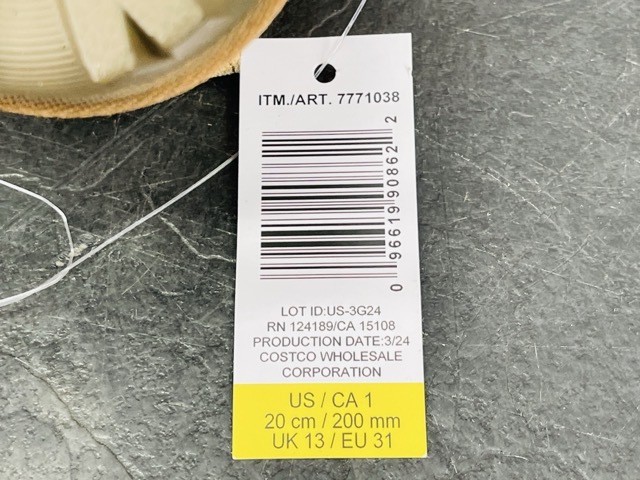 ITM./ART. 7771038
0 96619 90862 2
LOT ID:US-3G24
RN 124189/CA 15108
PRODUCTION DATE:3/24
COSTCO WHOLESALE
CORPORATION
US / CA 1
20 cm / 200 mm
UK 13 / EU 31